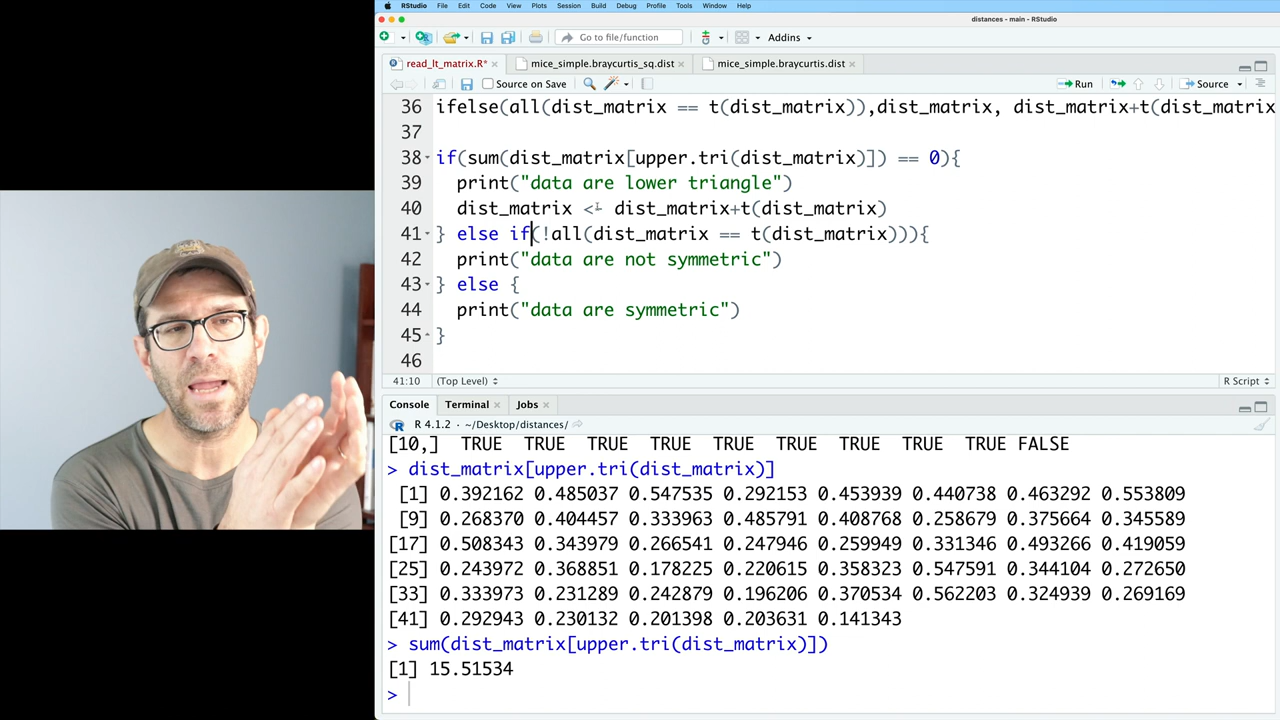 RStudio File Edit Code View Plots Session Build Debug Profile Tools Window Help
distances - main - RStudio
Go to file/function Addins
read_lt_matrix.R* mice_simple.braycurtis_sq.dist mice_simple.braycurtis.dist
Source on Save Run Source
36 ifelse(all(dist_matrix == t(dist_matrix)),dist_matrix, dist_matrix+t(dist_matrix
37
38 if(sum(dist_matrix[upper.tri(dist_matrix)]) == 0){
39 print("data are lower triangle")
40 dist_matrix <- dist_matrix+t(dist_matrix)
41 } else if(!all(dist_matrix == t(dist_matrix))){
42 print("data are not symmetric")
43 } else {
44 print("data are symmetric")
45 }
46
41:10 (Top Level) R Script
Console Terminal Jobs
R 4.1.2 · ~/Desktop/distances/
[10,] TRUE TRUE TRUE TRUE TRUE TRUE TRUE TRUE TRUE FALSE
> dist_matrix[upper.tri(dist_matrix)]
[1] 0.392162 0.485037 0.547535 0.292153 0.453939 0.440738 0.463292 0.553809
[9] 0.268370 0.404457 0.333963 0.485791 0.408768 0.258679 0.375664 0.345589
[17] 0.508343 0.343979 0.266541 0.247946 0.259949 0.331346 0.493266 0.419059
[25] 0.243972 0.368851 0.178225 0.220615 0.358323 0.547591 0.344104 0.272650
[33] 0.333973 0.231289 0.242879 0.196206 0.370534 0.562203 0.324939 0.269169
[41] 0.292943 0.230132 0.201398 0.203631 0.141343
> sum(dist_matrix[upper.tri(dist_matrix)])
[1] 15.51534
>